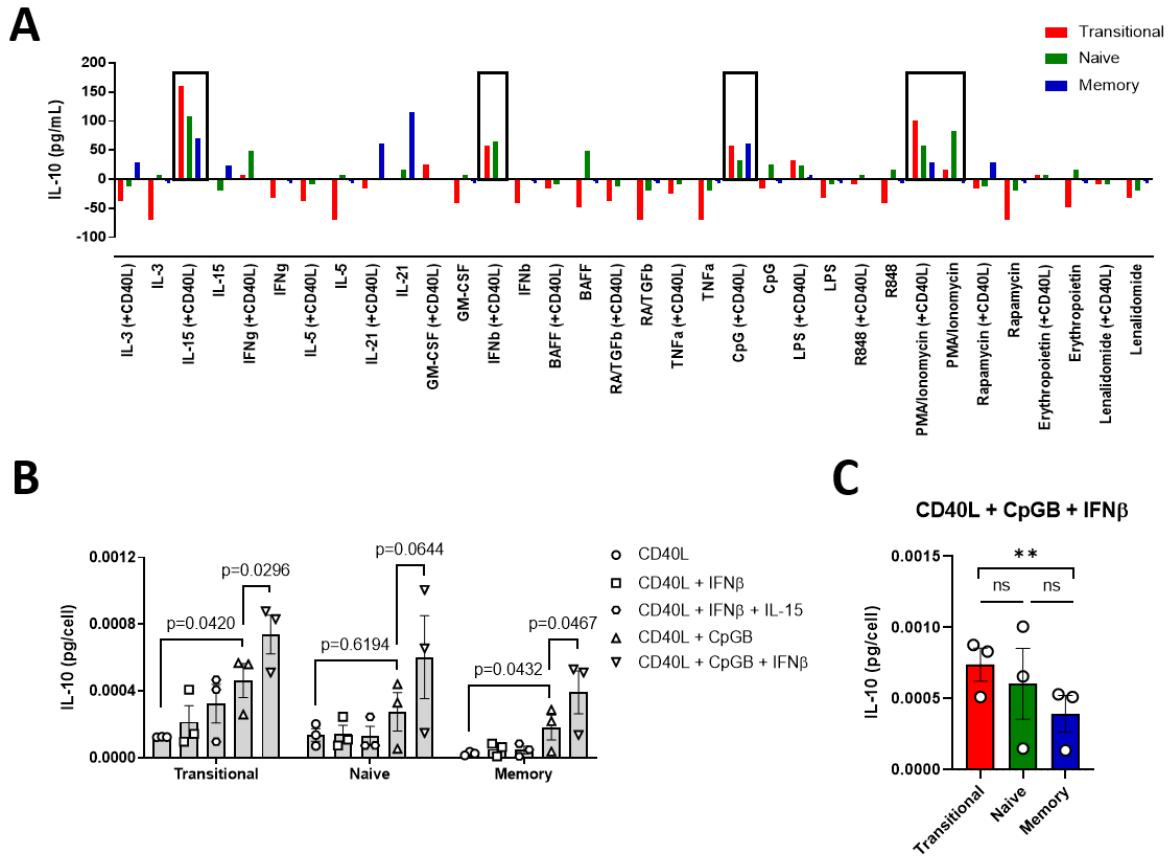 A
Transitional
Naive
Memory
IL-10 (pg/mL)
200
150
100
50
0
-50
-100
IL-3 (+CD40L)
IL-3
IL-15 (+CD40L)
IL-15
IFNg (+CD40L)
IFNg
IL-5 (+CD40L)
IL-5
IL-21 (+CD40L)
IL-21
GM-CSF (+CD40L)
GM-CSF
IFNb (+CD40L)
IFNb
BAFF (+CD40L)
BAFF
RA/TGFb (+CD40L)
RA/TGFb
TNFa (+CD40L)
TNFa
CpG (+CD40L)
CpG
LPS (+CD40L)
LPS
R848 (+CD40L)
R848
PMA/Ionomycin (+CD40L)
PMA/Ionomycin
Rapamycin (+CD40L)
Rapamycin
Erythropoietin (+CD40L)
Erythropoietin
Lenalidomide (+CD40L)
Lenalidomide
B
IL-10 (pg/cell)
0.0012
0.0008
0.0004
0.0000
p=0.0420
p=0.0296
p=0.6194
p=0.0644
p=0.0432
p=0.0467
Transitional
Naive
Memory
CD40L
CD40L + IFNβ
CD40L + IFNβ + IL-15
CD40L + CpGB
CD40L + CpGB + IFNβ
C
CD40L + CpGB + IFNβ
IL-10 (pg/cell)
0.0015
0.0010
0.0005
0.0000
**
ns
ns
Transitional
Naive
Memory